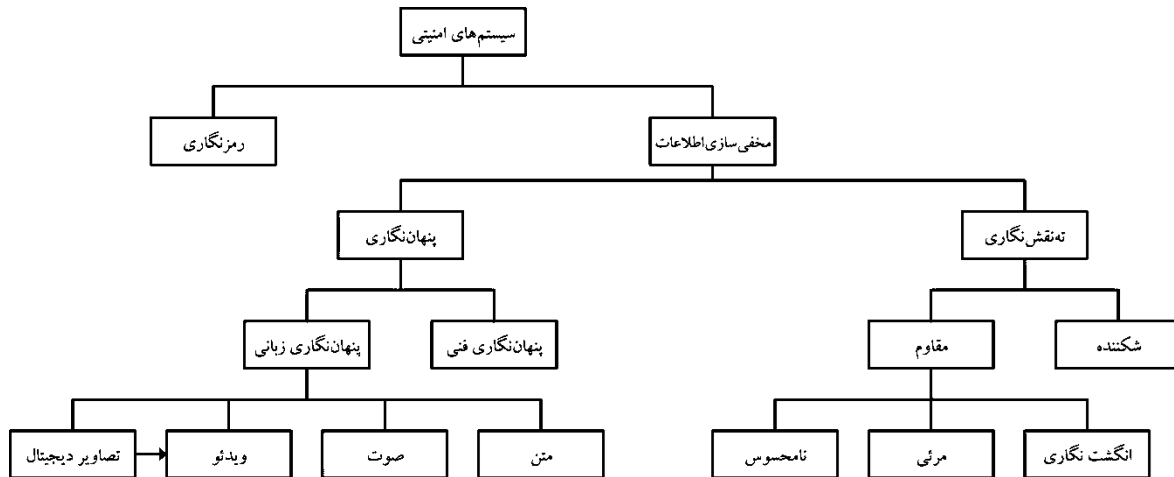 سیستم‌های امنیتی
مخفی‌سازی اطلاعات
رمزنگاری
ته‌نقش‌نگاری
پنهان‌نگاری
شکننده
مقاوم
پنهان‌نگاری فنی
پنهان‌نگاری زبانی
انگشت نگاری
مرئی
نامحسوس
متن
صوت
ویدئو
تصاویر دیجیتال